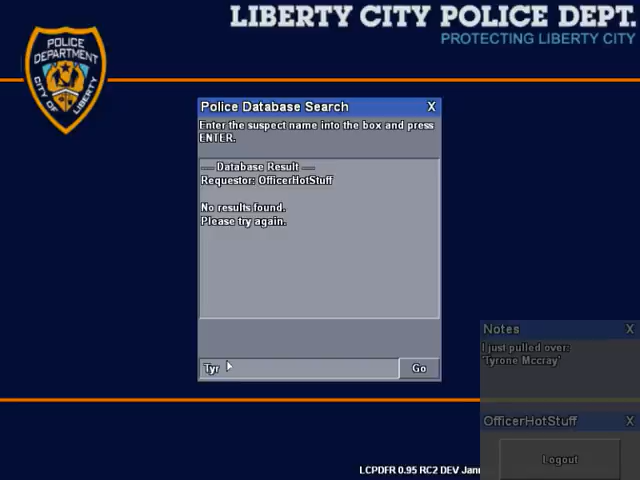 LIBERTY CITY POLICE DEPT.
PROTECTING LIBERTY CITY
POLICE
DEPARTMENT
CITY OF LIBERTY
Police Database Search X
Enter the suspect name into the box and press
ENTER.
---- Database Result ----
Requestor: OfficerHotStuff
No results found.
Please try again.
Tyr
Go
Notes X
I just pulled over:
'Tyrone Mccray'
OfficerHotStuff X
Logout
LCPDFR 0.95 RC2 DEV Jan